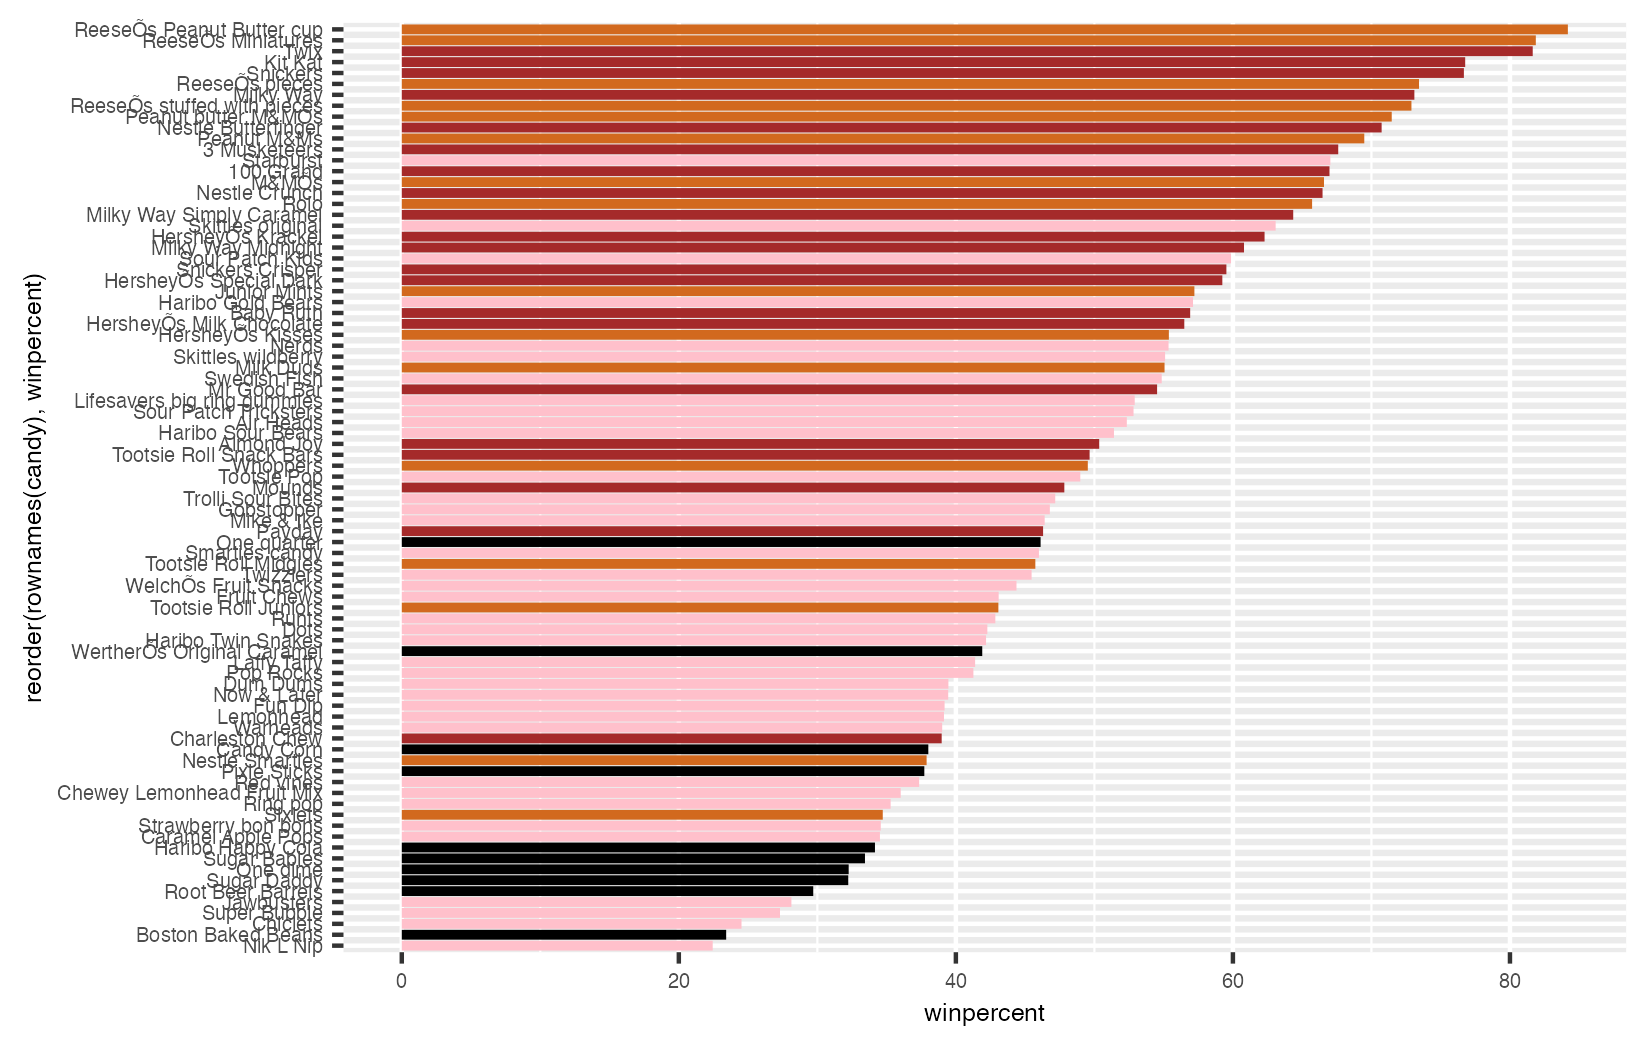 ReeseÕs Peanut Butter cup
ReeseÕs Miniatures
Twix
Kit Kat
Snickers
ReeseÕs pieces
Milky Way
ReeseÕs stuffed with pieces
Peanut butter M&MÕs
Nestle Butterfinger
Peanut M&Ms
3 Musketeers
Starburst
100 Grand
M&MÕs
Nestle Crunch
Rolo
Milky Way Simply Caramel
Skittles original
HersheyÕs Krackel
Milky Way Midnight
Sour Patch Kids
Snickers Crisper
HersheyÕs Special Dark
Junior Mints
Haribo Gold Bears
Baby Ruth
HersheyÕs Milk Chocolate
HersheyÕs Kisses
Nerds
Skittles wildberry
Milk Duds
Swedish Fish
Mr Good Bar
Lifesavers big ring gummies
Sour Patch Tricksters
Air Heads
Haribo Sour Bears
Almond Joy
Tootsie Roll Snack Bars
Whoppers
Tootsie Pop
Mounds
Trolli Sour Bites
Gobstopper
Mike & Ike
Payday
One quarter
Smarties candy
Tootsie Roll Midgies
Twizzlers
WelchÕs Fruit Snacks
Fruit Chews
Tootsie Roll Juniors
Runts
Dots
Haribo Twin Snakes
WertherÕs Original Caramel
Laffy Taffy
Pop Rocks
Dum Dums
Now & Later
Fun Dip
Lemonhead
Warheads
Charleston Chew
Candy Corn
Nestle Smarties
Pixie Sticks
Red vines
Chewey Lemonhead Fruit Mix
Ring pop
Sixlets
Strawberry bon bons
Caramel Apple Pops
Haribo Happy Cola
Sugar Babies
One dime
Sugar Daddy
Root Beer Barrels
Jawbusters
Super Bubble
Chiclets
Boston Baked Beans
Nik L Nip
reorder(rownames(candy), winpercent)
0 20 40 60 80
winpercent